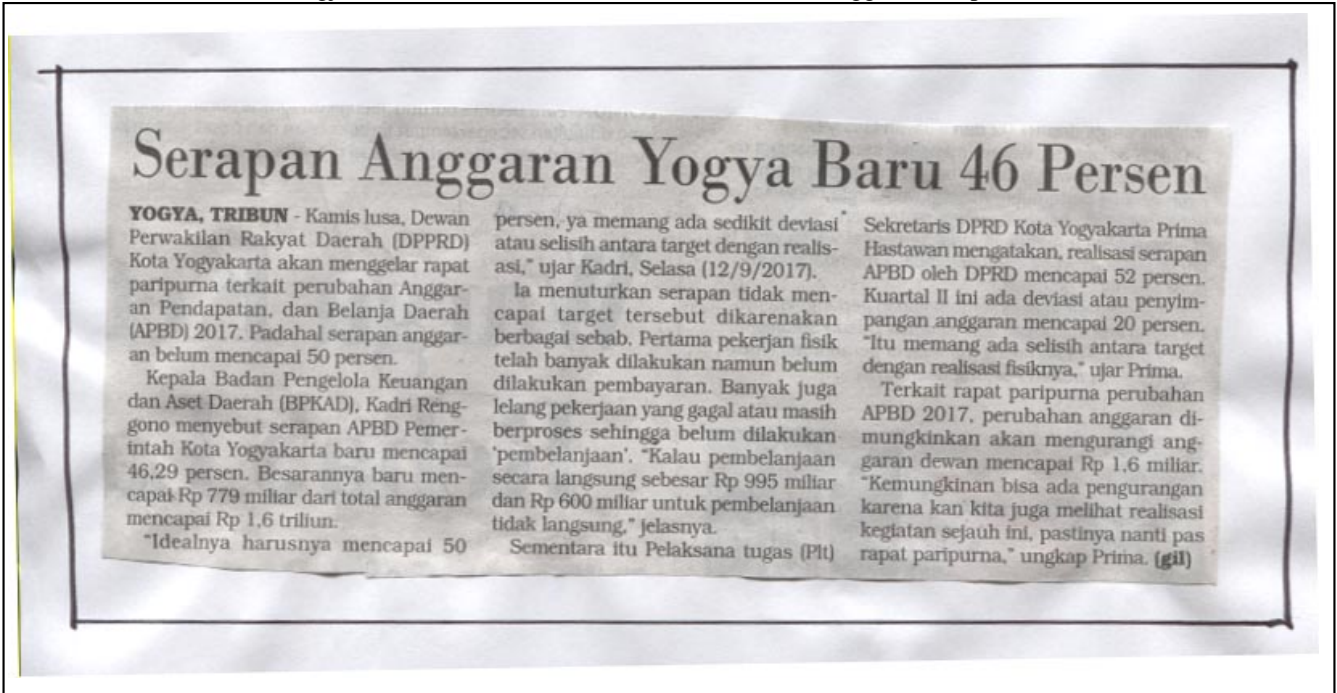 Serapan Anggaran Yogya Baru 46 Persen
YOGYA, TRIBUN - Kamis lusa, Dewan
Perwakilan Rakyat Daerah (DPPRD)
Kota Yogyakarta akan menggelar rapat
paripurna terkait perubahan Anggar-
an Pendapatan, dan Belanja Daerah
(APBD) 2017. Padahal serapan anggar-
an belum mencapai 50 persen.
Kepala Badan Pengelola Keuangan
dan Aset Daerah (BPKAD), Kadri Reng-
gono menyebut serapan APBD Pemer-
intah Kota Yogyakarta baru mencapai
46,29 persen. Besarannya baru men-
capai Rp 779 miliar dari total anggaran
mencapai Rp 1,6 triliun.
"Idealnya harusnya mencapai 50
persen, ya memang ada sedikit deviasi
atau selisih antara target dengan realis-
asi," ujar Kadri, Selasa (12/9/2017).
Ia menuturkan serapan tidak men-
capai target tersebut dikarenakan
berbagai sebab. Pertama pekerjan fisik
telah banyak dilakukan namun belum
dilakukan pembayaran. Banyak juga
lelang pekerjaan yang gagal atau masih
berproses sehingga belum dilakukan
'pembelanjaan'. "Kalau pembelanjaan
secara langsung sebesar Rp 995 miliar
dan Rp 600 miliar untuk pembelanjaan
tidak langsung," jelasnya.
Sementara itu Pelaksana tugas (Plt)
Sekretaris DPRD Kota Yogyakarta Prima
Hastawan mengatakan, realisasi serapan
APBD oleh DPRD mencapai 52 persen.
Kuartal II ini ada deviasi atau penyim-
pangan anggaran mencapai 20 persen.
"Itu memang ada selisih antara target
dengan realisasi fisiknya," ujar Prima.
Terkait rapat paripurna perubahan
APBD 2017, perubahan anggaran di-
mungkinkan akan mengurangi ang-
garan dewan mencapai Rp 1,6 miliar.
"Kemungkinan bisa ada pengurangan
karena kan kita juga melihat realisasi
kegiatan sejauh ini, pastinya nanti pas
rapat paripurna," ungkap Prima. (gil)